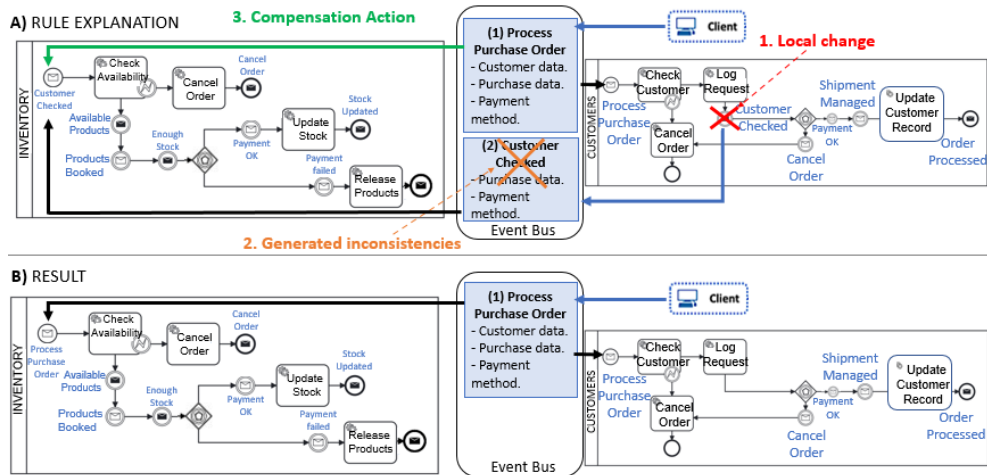 A) RULE EXPLANATION
3. Compensation Action
1. Local change
2. Generated inconsistencies
Client
(1) Process
Purchase Order
- Customer data.
- Purchase data.
- Payment
method.
(2) Customer
Checked
- Purchase data.
- Payment
method.
Event Bus
INVENTORY
Customer
Checked
Check
Availability
Cancel
Order
Cancel
Order
Available
Products
Products
Booked
Enough
Stock
Payment
OK
Update
Stock
Stock
Updated
Payment
failed
Release
Products
CUSTOMERS
Process
Purchase
Order
Check
Customer
Log
Request
Cancel
Order
Customer
Checked
Shipment
Managed
Payment
OK
Cancel
Order
Update
Customer
Record
Order
Processed
B) RESULT
Client
(1) Process
Purchase Order
- Customer data.
- Purchase data.
- Payment
method.
Event Bus
INVENTORY
Process
Purchase
Order
Check
Availability
Cancel
Order
Cancel
Order
Available
Products
Products
Booked
Enough
Stock
Payment
OK
Update
Stock
Stock
Updated
Payment
failed
Release
Products
CUSTOMERS
Process
Purchase
Order
Check
Customer
Log
Request
Cancel
Order
Shipment
Managed
Payment
OK
Cancel
Order
Update
Customer
Record
Order
Processed